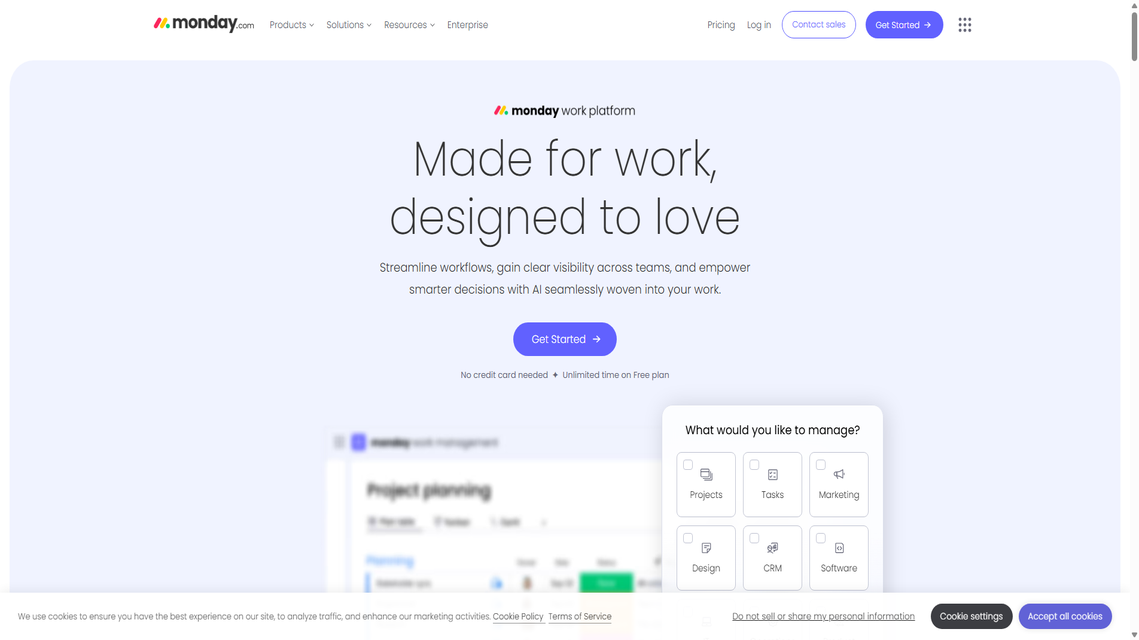 monday.com Products Solutions Resources Enterprise Pricing Log in Contact sales Get Started
monday work platform
Made for work,
designed to love
Streamline workflows, gain clear visibility across teams, and empower
smarter decisions with AI seamlessly woven into your work.
Get Started
No credit card needed ✦ Unlimited time on Free plan
monday work management
What would you like to manage?
Project planning
Projects Tasks Marketing
Planning
Design CRM Software
We use cookies to ensure you have the best experience on our site, to analyze traffic, and enhance our marketing activities. Cookie Policy Terms of Service
Do not sell or share my personal information Cookie settings Accept all cookies